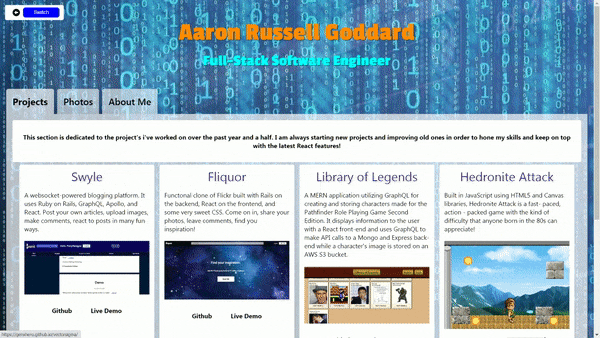 Switch
Aaron Russell Goddard
Full-Stack Software Engineer
Projects
Photos
About Me
This section is dedicated to the project's i've worked on over the past year and a half. I am always starting new projects and improving old ones in order to hone my skills and keep on top
with the latest React features!
Swyle
A websocket-powered blogging platform. It
uses Ruby on Rails, GraphQL, Apollo, and
React. Post your own articles, upload images,
make comments, react to posts in many fun
ways.
Github
Live Demo
Fliquor
Functonal clone of Flickr built with Rails on
the backend, React on the frontend, and
some very sweet CSS. Come on in, share your
photos, leave comments, find you
inspiration!
Find your inspiration.
Github
Live Demo
Library of Legends
A MERN application utilizing GraphQL for
creating and storing characters made for the
Pathfinder Role Playing Game Second
Edition. It displays information to the user
with a React front-end and uses GraphQL to
make API calls to a Mongo and Express back-
end while a character's image is stored on an
AWS S3 bucket.
Hedronite Attack
Built in JavaScript using HTML5 and Canvas
libraries, Hedronite Attack is a fast- paced,
action - packed game with the kind of
difficulty that anyone born in the 80s can
appreciate!